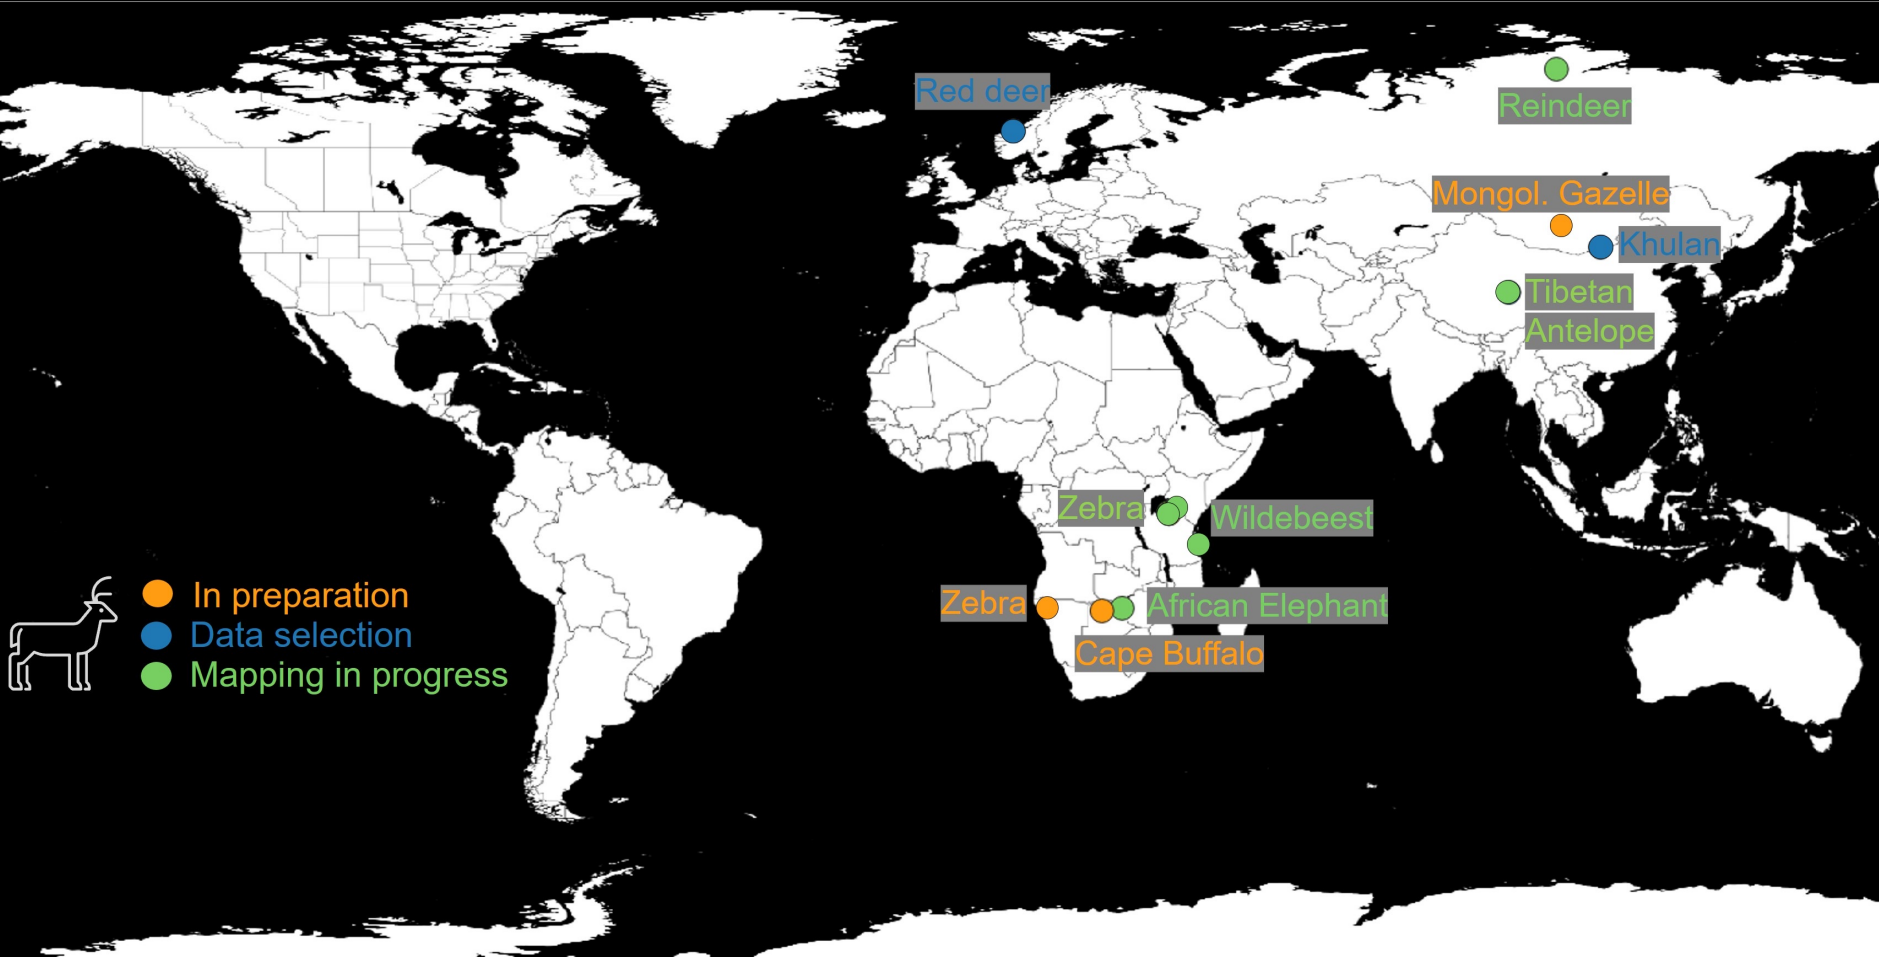 Red deer
Reindeer
Mongol. Gazelle
Khulan
Tibetan
Antelope
Zebra
Wildebeest
Zebra
African Elephant
Cape Buffalo
In preparation
Data selection
Mapping in progress